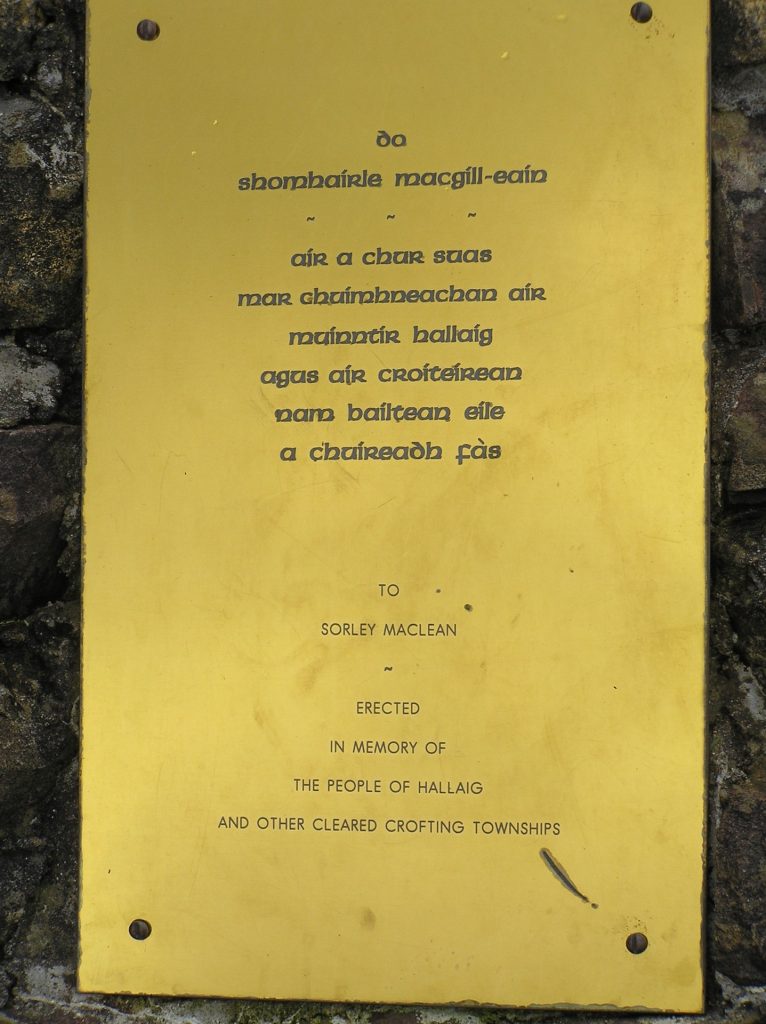 do
shomhairle macgill-eain
~ ~ ~
air a chur suas
mar chuimhneachan air
muinntir hallaig
agus air croiteirean
nam bailtean eile
a chuireadh fàs
TO
SORLEY MACLEAN
~
ERECTED
IN MEMORY OF
THE PEOPLE OF HALLAIG
AND OTHER CLEARED CROFTING TOWNSHIPS